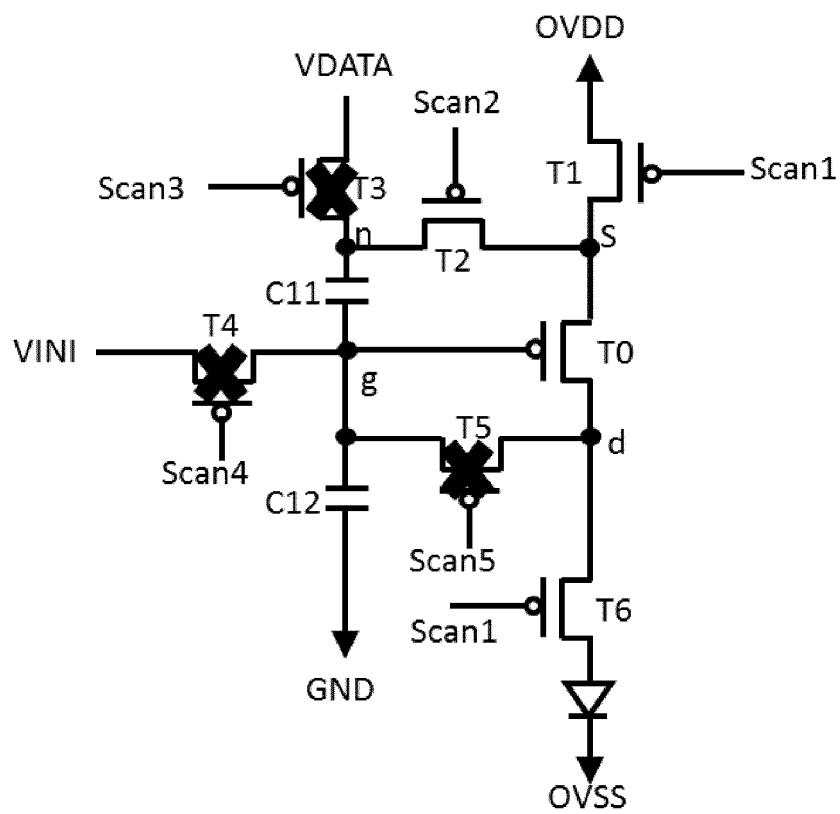 OVDD
VDATA
Scan2
Scan3
T3
T1
Scan1
n
S
T2
C11
T4
VINI
T0
g
T5
d
Scan4
C12
Scan5
T6
Scan1
GND
OVSS